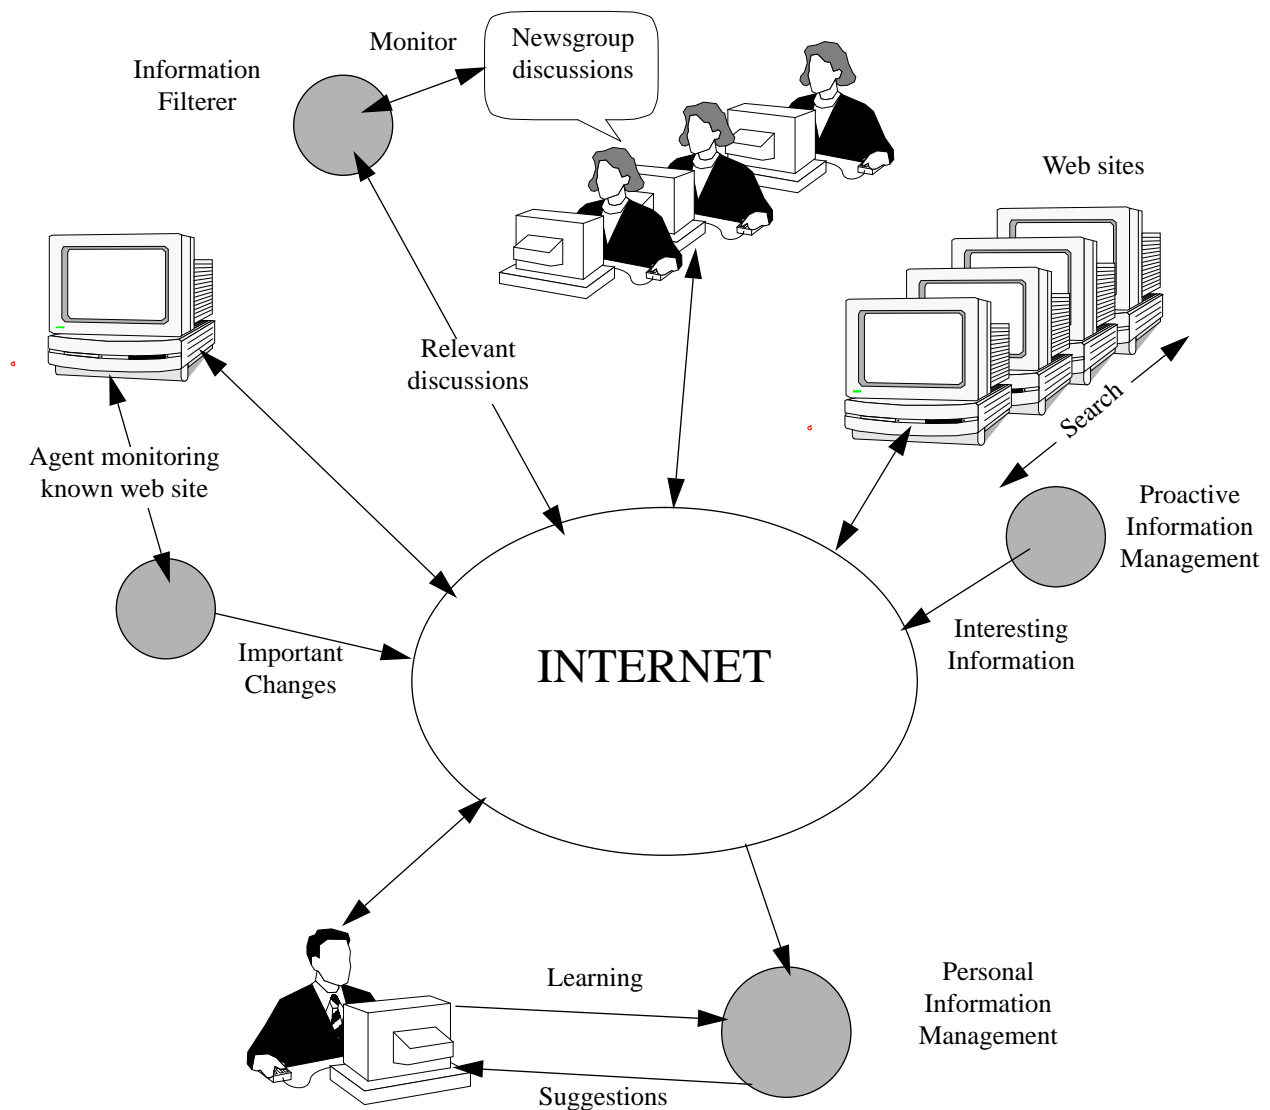 Monitor
Newsgroup
discussions
Information
Filterer
Web sites
Relevant
discussions
Search
Agent monitoring
known web site
Proactive
Information
Management
Important
Changes
INTERNET
Interesting
Information
Learning
Personal
Information
Management
Suggestions